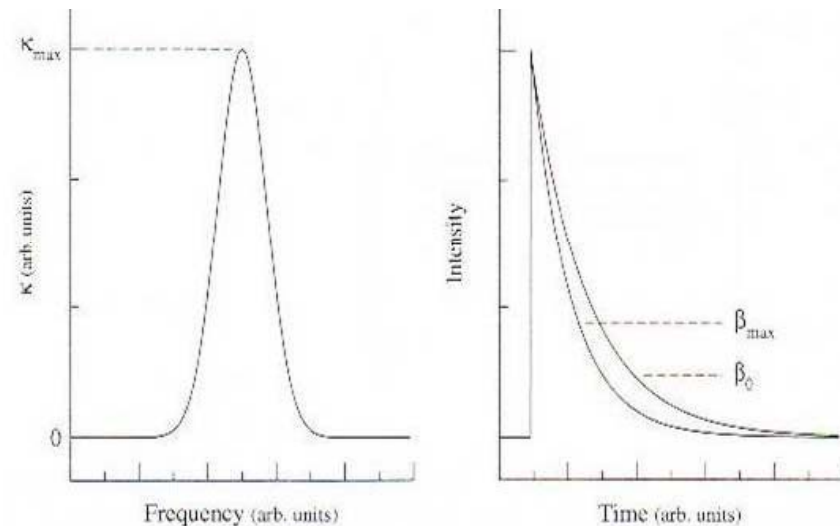 κmax
κ (arb. units)
0
Frequency (arb. units)
Intensity
βmax
β0
Time (arb. units)